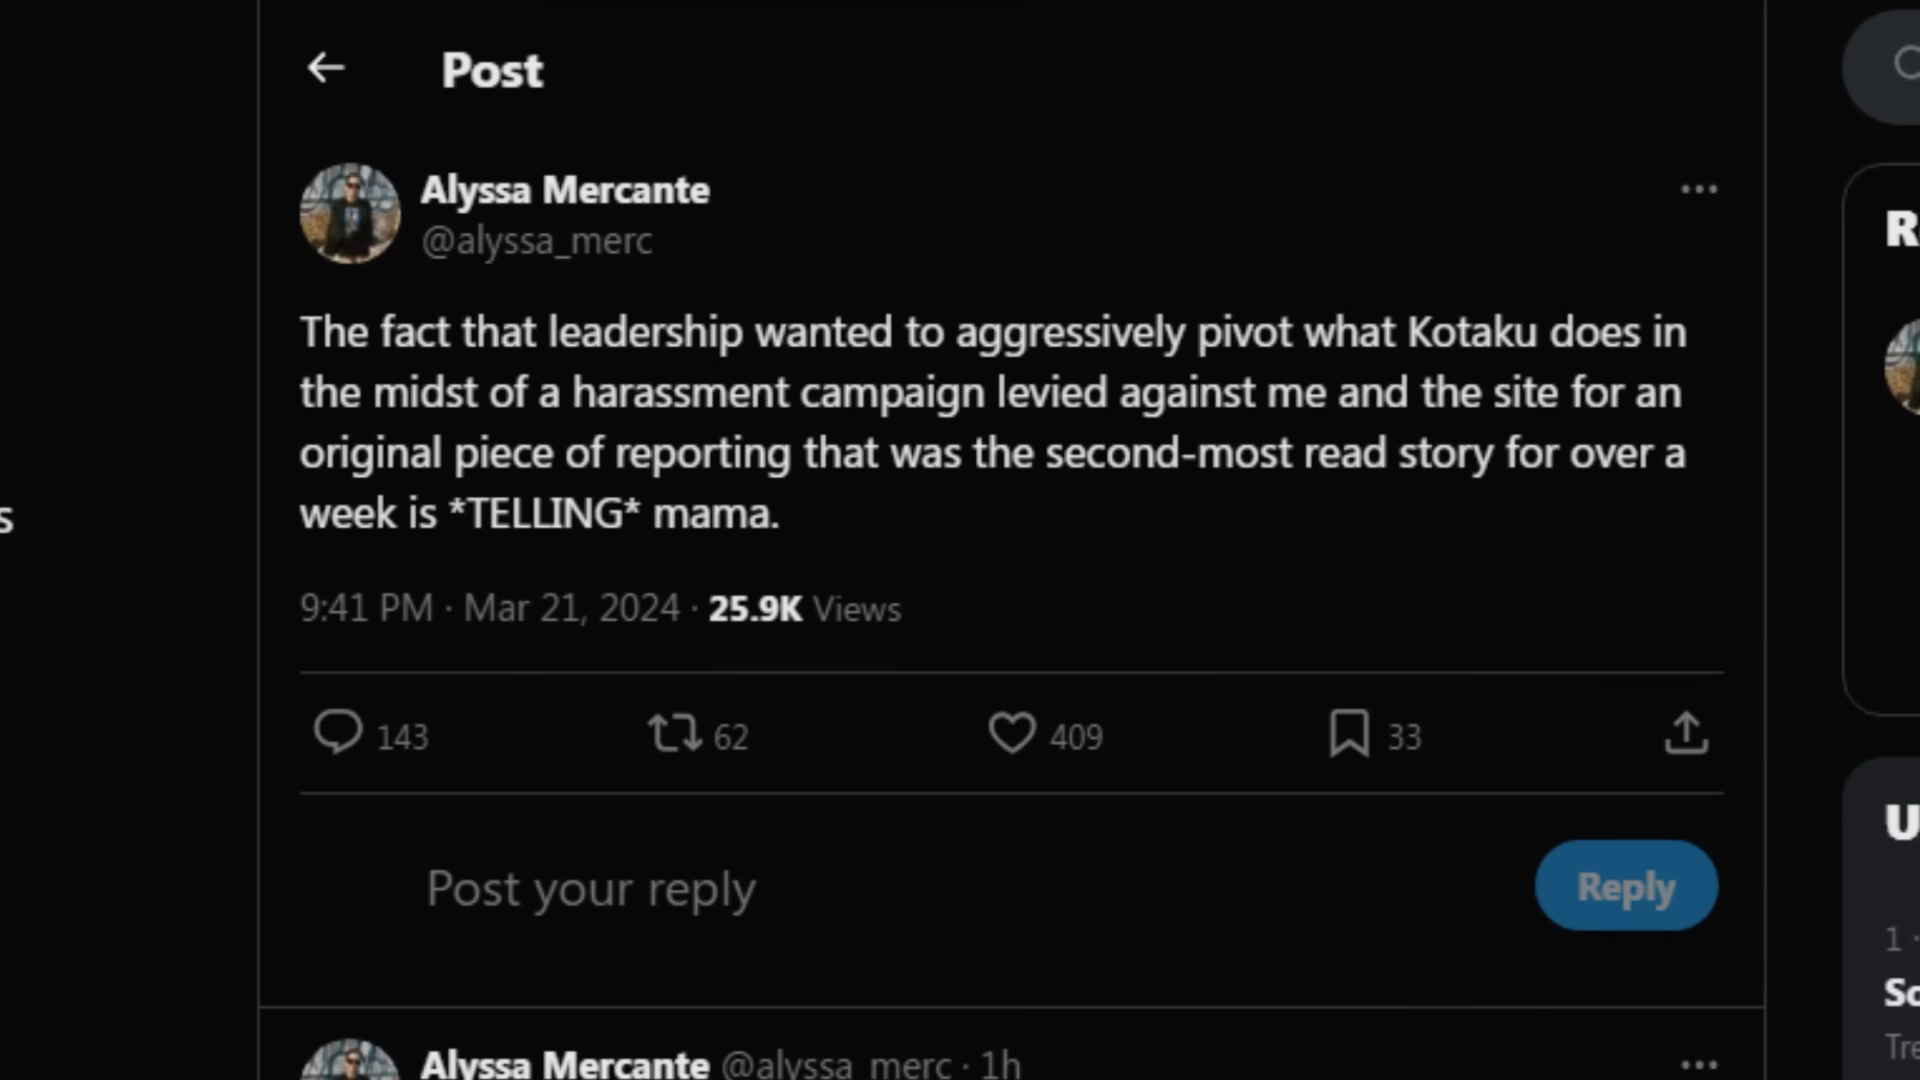 Post
Alyssa Mercante
@alyssa_merc
The fact that leadership wanted to aggressively pivot what Kotaku does in
the midst of a harassment campaign levied against me and the site for an
original piece of reporting that was the second-most read story for over a
week is *TELLING* mama.
9:41 PM · Mar 21, 2024 · 25.9K Views
143 62 409 33
Post your reply
Reply
Alyssa Mercante @alyssa_merc · 1h
s
R
U
1 ·
Tre